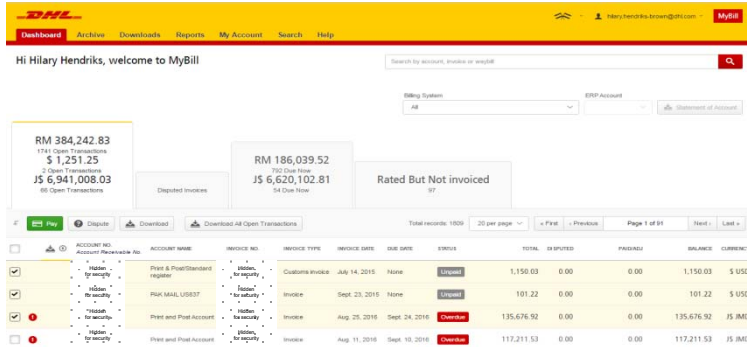 DHL
hilary.hendriks.brown@dhl.com MyBill
Dashboard Archive Downloads Reports My Account Search Help
Hi Hilary Hendriks, welcome to MyBill
Search by account, invoice or waybill
Billing System ERP Account
All Statement of Account
RM 384,242.83
1741 Open Transactions
$ 1,251.25
2 Open Transactions
J$ 6,941,008.03
66 Open Transactions
Disputed Invoices
RM 186,039.52
792 Due Now
J$ 6,620,102.81
54 Due Now
Rated But Not invoiced
97
Pay Dispute Download Download All Open Transactions Total records: 1809 20 per page « First ‹ Previous Page 1 of 91 Next › Last »
ACCOUNT NO. ACCOUNT NAME INVOICE NO. INVOICE TYPE INVOICE DATE DUE DATE STATUS TOTAL DISPUTED PAID/ADJ BALANCE CURRENC
Account Receivable No
Hidden for security Print & Post/Standard register Hidden, for security Customs invoice July 14, 2015 None Unpaid 1,150.03 0.00 0.00 1,150.03 $ USD
Hidden for security PAK MAIL US637 Hidden for security Invoice Sept. 23, 2015 None Unpaid 101.22 0.00 0.00 101.22 $ USD
Hidden for security Print and Post Account Hidden for security Invoice Aug. 25, 2016 Sept. 24, 2016 Overdue 135,676.92 0.00 0.00 135,676.92 J$ JMD
Hidden for security Print and Post Account Hidden for security Invoice Aug. 11, 2016 Sept. 10, 2016 Overdue 117,211.53 0.00 0.00 117,211.53 J$ JMD